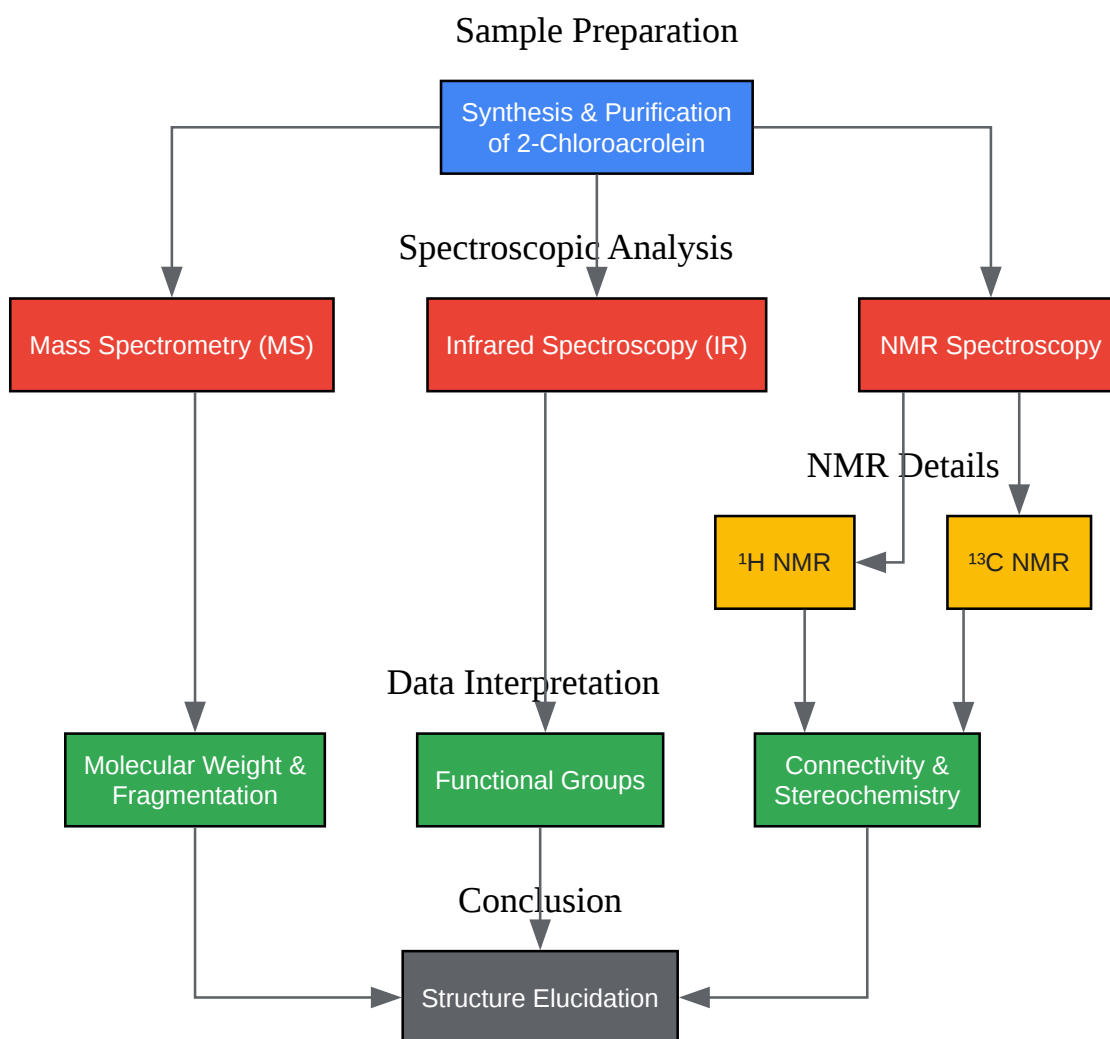 Sample Preparation
Synthesis & Purification
of 2-Chloroacrolein
Spectroscopic Analysis
Mass Spectrometry (MS)
Infrared Spectroscopy (IR)
NMR Spectroscopy
NMR Details
¹H NMR
¹³C NMR
Data Interpretation
Molecular Weight &
Fragmentation
Functional Groups
Connectivity &
Stereochemistry
Conclusion
Structure Elucidation